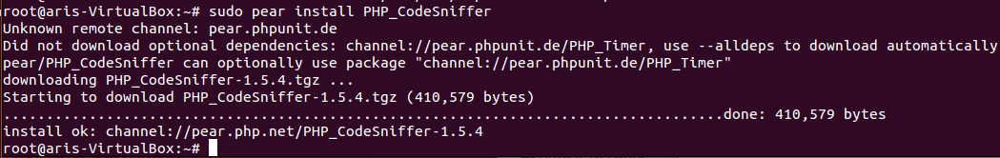 root@aris-VirtualBox:~# sudo pear install PHP_CodeSniffer
Unknown remote channel: pear.phpunit.de
Did not download optional dependencies: channel://pear.phpunit.de/PHP_Timer, use --alldeps to download automatically
pear/PHP_CodeSniffer can optionally use package "channel://pear.phpunit.de/PHP_Timer"
downloading PHP_CodeSniffer-1.5.4.tgz ...
Starting to download PHP_CodeSniffer-1.5.4.tgz (410,579 bytes)
....................................................................................done: 410,579 bytes
install ok: channel://pear.php.net/PHP_CodeSniffer-1.5.4
root@aris-VirtualBox:~#